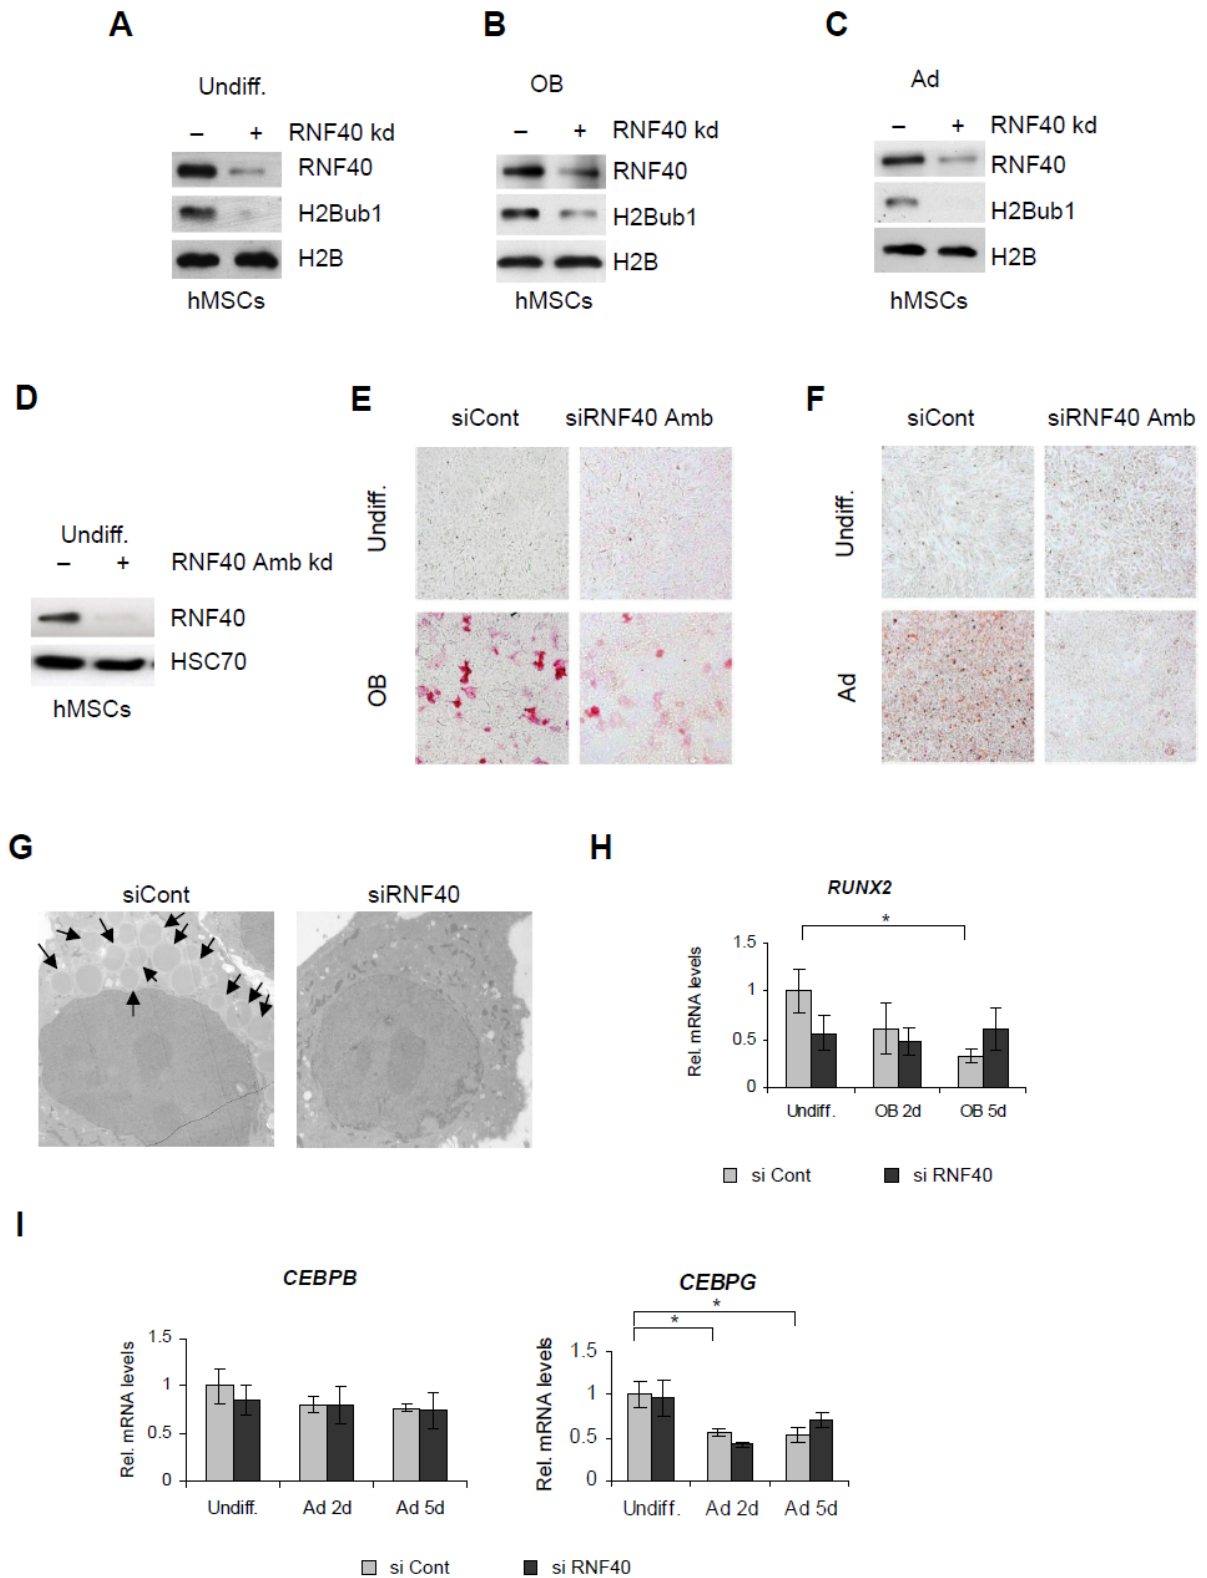 A
Undiff.
– + RNF40 kd
RNF40
H2Bub1
H2B
hMSCs
B
OB
– + RNF40 kd
RNF40
H2Bub1
H2B
hMSCs
C
Ad
– + RNF40 kd
RNF40
H2Bub1
H2B
hMSCs
D
Undiff.
– + RNF40 Amb kd
RNF40
HSC70
hMSCs
E
siCont siRNF40 Amb
Undiff.
OB
F
siCont siRNF40 Amb
Undiff.
Ad
G
siCont siRNF40
H
RUNX2
*
Rel. mRNA levels
1.5
1
0.5
0
Undiff. OB 2d OB 5d
si Cont si RNF40
I
CEBPB
Rel. mRNA levels
1.5
1
0.5
0
Undiff. Ad 2d Ad 5d
CEBPG
*
*
Rel. mRNA levels
1.5
1
0.5
0
Undiff. Ad 2d Ad 5d
si Cont si RNF40